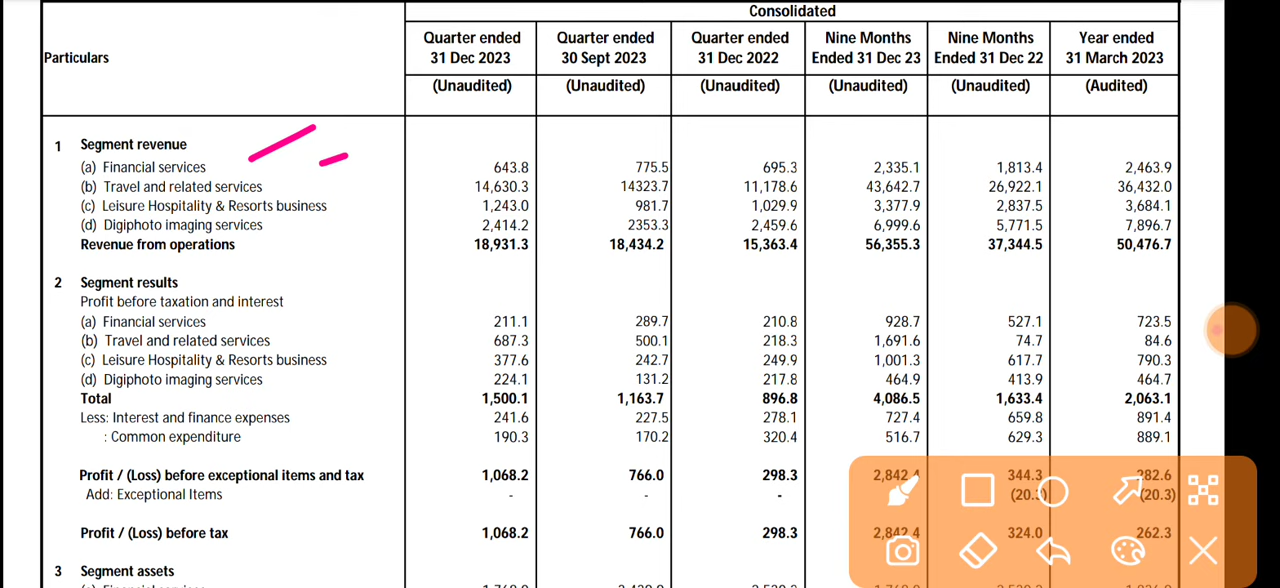 Consolidated
Particulars Quarter ended 31 Dec 2023 Quarter ended 30 Sept 2023 Quarter ended 31 Dec 2022 Nine Months Ended 31 Dec 23 Nine Months Ended 31 Dec 22 Year ended 31 March 2023
(Unaudited) (Unaudited) (Unaudited) (Unaudited) (Unaudited) (Audited)
1 Segment revenue
(a) Financial services 643.8 775.5 695.3 2,335.1 1,813.4 2,463.9
(b) Travel and related services 14,630.3 14323.7 11,178.6 43,642.7 26,922.1 36,432.0
(c) Leisure Hospitality & Resorts business 1,243.0 981.7 1,029.9 3,377.9 2,837.5 3,684.1
(d) Digiphoto imaging services 2,414.2 2353.3 2,459.6 6,999.6 5,771.5 7,896.7
Revenue from operations 18,931.3 18,434.2 15,363.4 56,355.3 37,344.5 50,476.7
2 Segment results
Profit before taxation and interest
(a) Financial services 211.1 289.7 210.8 928.7 527.1 723.5
(b) Travel and related services 687.3 500.1 218.3 1,691.6 74.7 84.6
(c) Leisure Hospitality & Resorts business 377.6 242.7 249.9 1,001.3 617.7 790.3
(d) Digiphoto imaging services 224.1 131.2 217.8 464.9 413.9 464.7
Total 1,500.1 1,163.7 896.8 4,086.5 1,633.4 2,063.1
Less: Interest and finance expenses 241.6 227.5 278.1 727.4 659.8 891.4
: Common expenditure 190.3 170.2 320.4 516.7 629.3 889.1
Profit / (Loss) before exceptional items and tax 1,068.2 766.0 298.3 2,842.4 344.3 282.6
Add: Exceptional Items - - - (20.3) (20.3)
Profit / (Loss) before tax 1,068.2 766.0 298.3 2,842.4 324.0 262.3
3 Segment assets